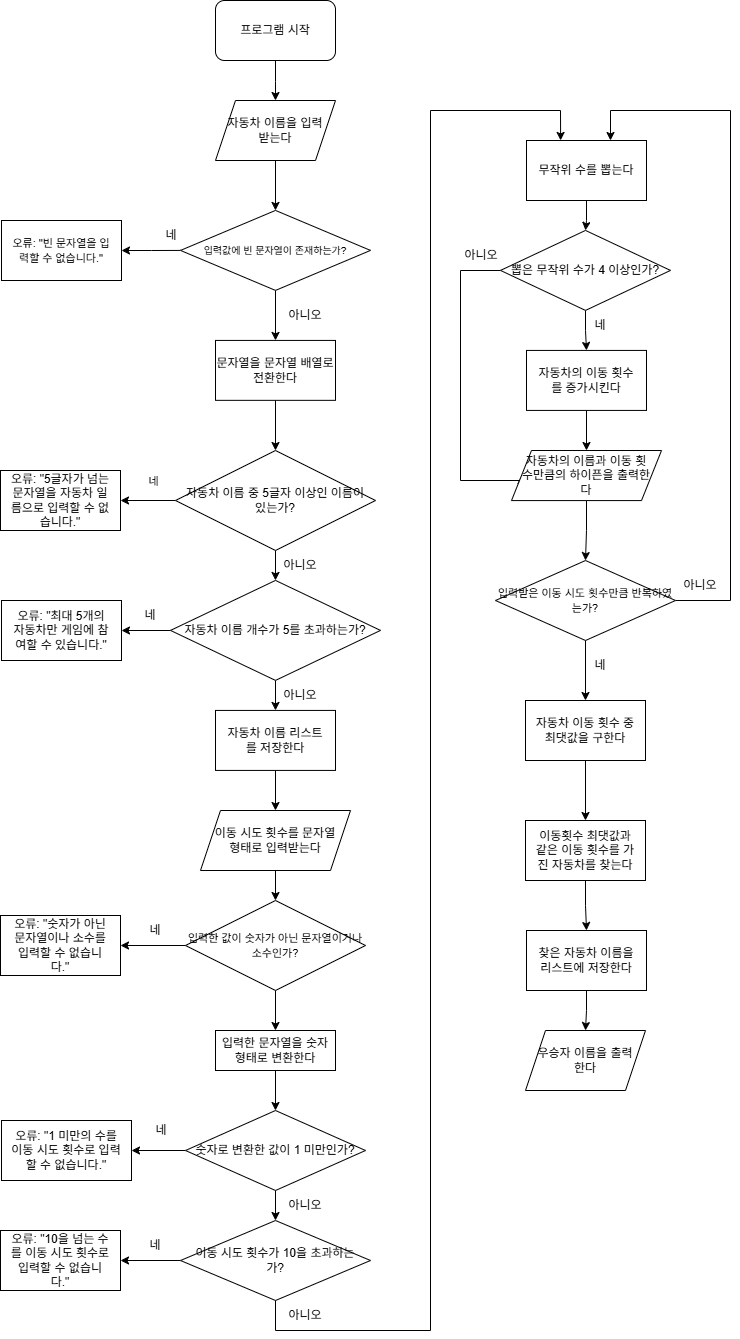 프로그램 시작
자동차 이름을 입력
받는다
입력값에 빈 문자열이 존재하는가?
네
오류: "빈 문자열을 입
력할 수 없습니다."
아니오
문자열을 문자열 배열로
전환한다
자동차 이름 중 5글자 이상인 이름이
있는가?
네
오류: "5글자가 넘는
문자열을 자동차 일
름으로 입력할 수 없
습니다."
아니오
자동차 이름 개수가 5를 초과하는가?
네
오류: "최대 5개의
자동차만 게임에 참
여할 수 있습니다."
아니오
자동차 이름 리스트
를 저장한다
이동 시도 횟수를 문자열
형태로 입력받는다
입력한 값이 숫자가 아닌 문자열이거나
소수인가?
네
오류: "숫자가 아닌
문자열이나 소수를
입력할 수 없습니
다."
입력한 문자열을 숫자
형태로 변환한다
숫자로 변환한 값이 1 미만인가?
네
오류: "1 미만의 수를
이동 시도 횟수로 입력
할 수 없습니다."
아니오
이동 시도 횟수가 10을 초과하는
가?
네
오류: "10을 넘는 수
를 이동 시도 횟수로
입력할 수 없습니
다."
아니오
무작위 수를 뽑는다
뽑은 무작위 수가 4 이상인가?
아니오
네
자동차의 이동 횟수
를 증가시킨다
자동차의 이름과 이동 횟
수만큼의 하이픈을 출력한
다
입력받은 이동 시도 횟수만큼 반복하였
는가?
아니오
네
자동차 이동 횟수 중
최댓값을 구한다
이동횟수 최댓값과
같은 이동 횟수를 가
진 자동차를 찾는다
찾은 자동차 이름을
리스트에 저장한다
우승자 이름을 출력
한다